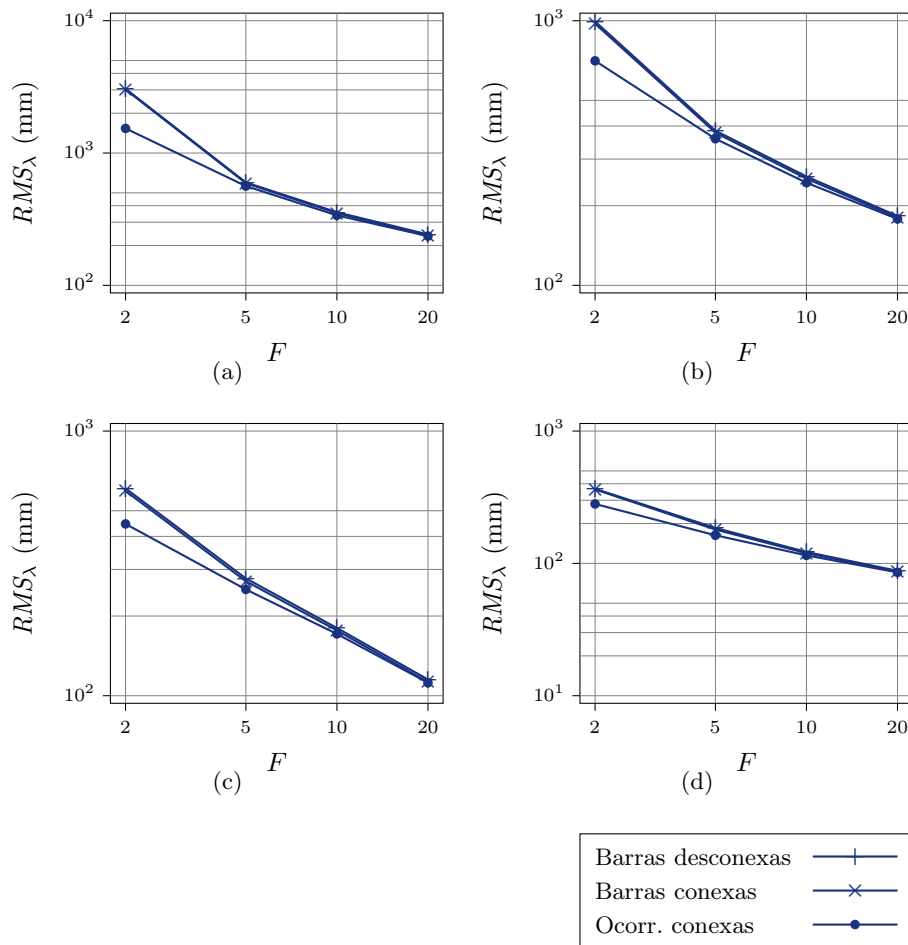 10^4
10^3
10^2
RMS_λ (mm)
2 5 10 20
F
(a)
10^3
10^2
RMS_λ (mm)
2 5 10 20
F
(b)
10^3
10^2
RMS_λ (mm)
2 5 10 20
F
(c)
10^3
10^2
10^1
RMS_λ (mm)
2 5 10 20
F
(d)
Barras desconexas
Barras conexas
Ocorr. conexas